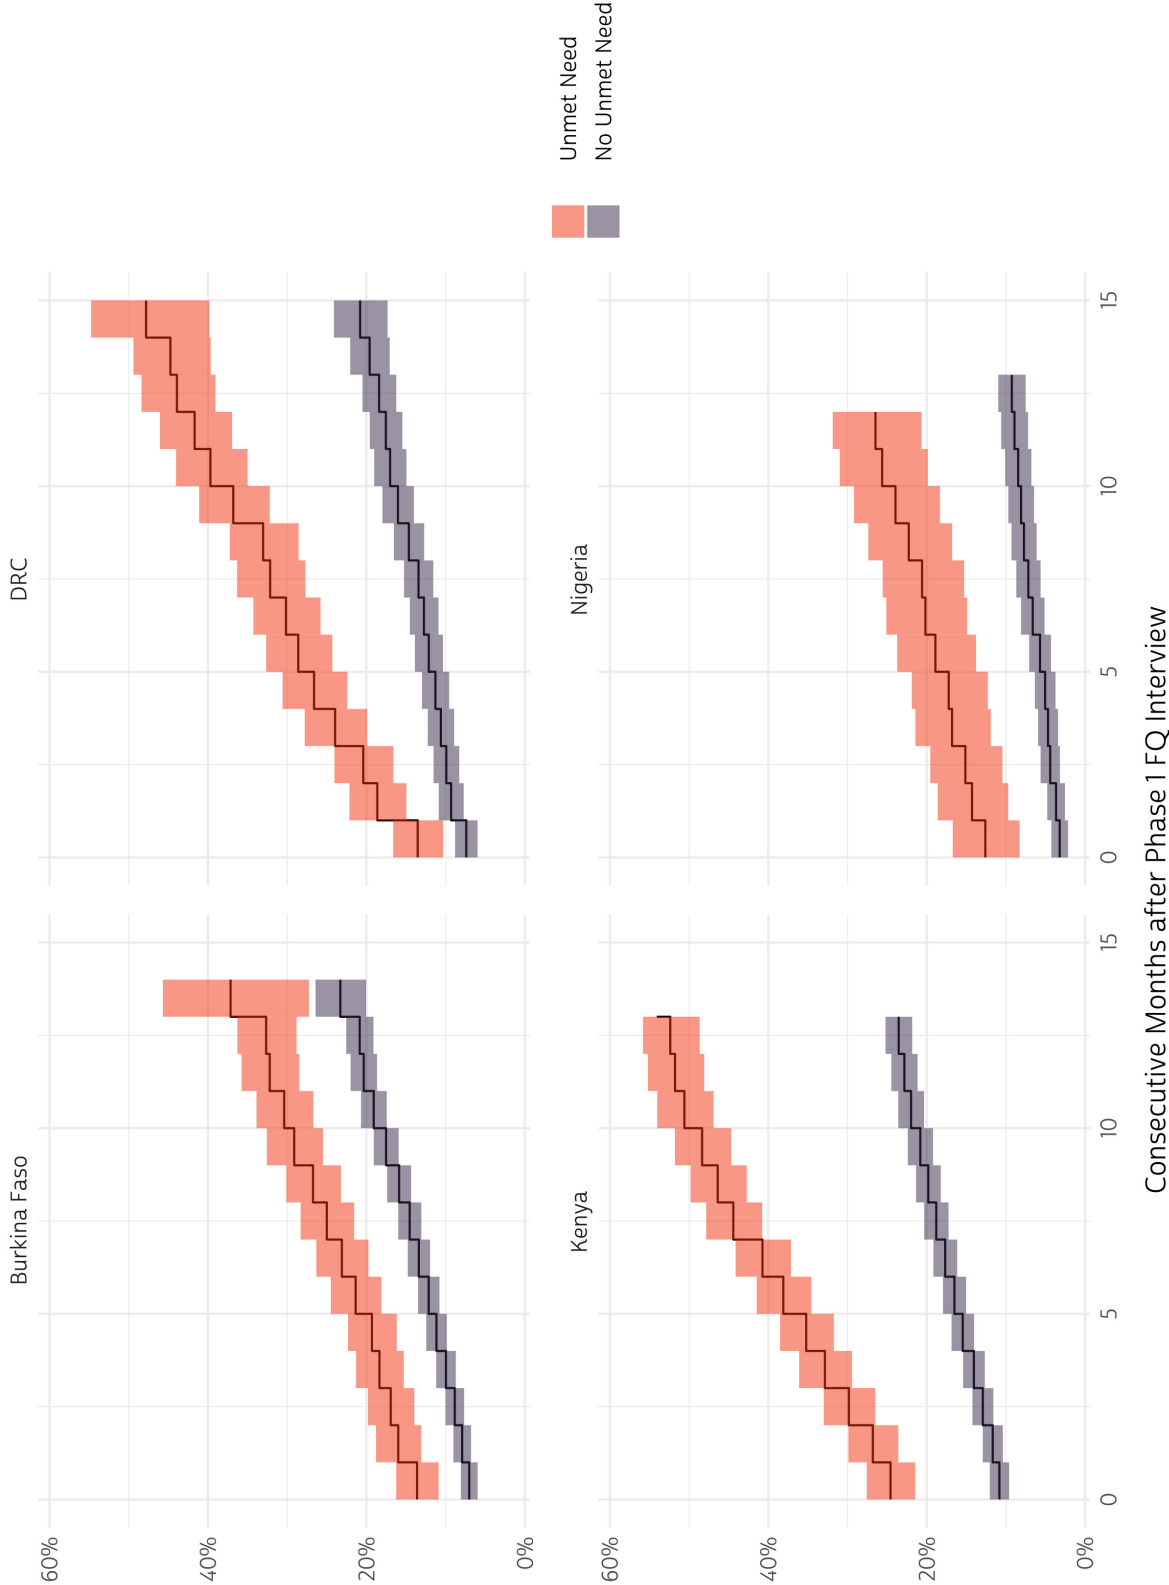 Burkina Faso
DRC
60%
40%
20%
0%
Kenya
Nigeria
60%
40%
20%
0%
0 5 10 15
0 5 10 15
Consecutive Months after Phase 1 FQ Interview
Unmet Need
No Unmet Need